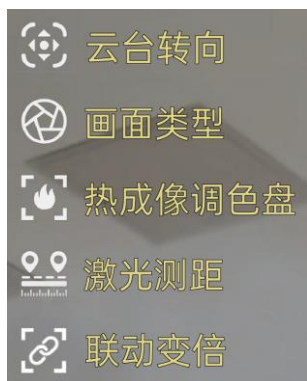 云台转向
画面类型
热成像调色盘
激光测距
联动变倍